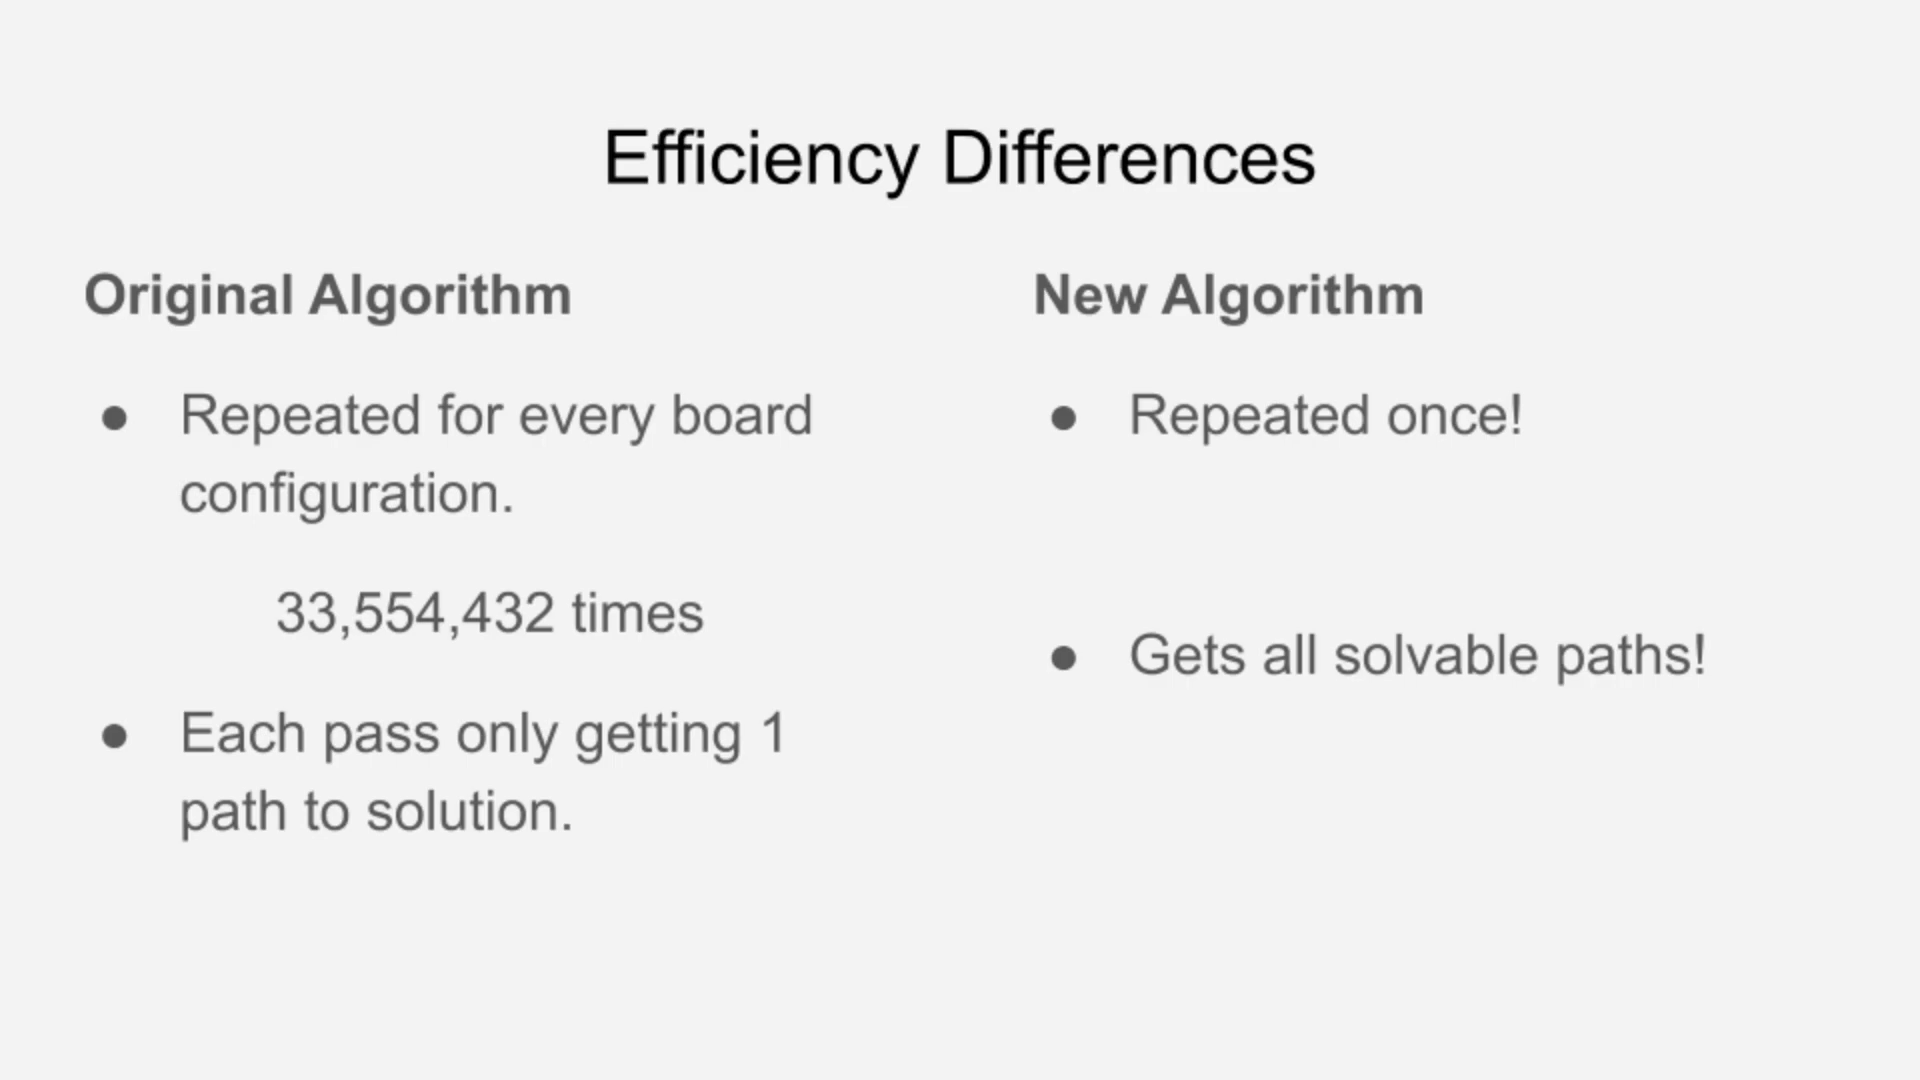 Efficiency Differences
Original Algorithm
● Repeated for every board
configuration.
33,554,432 times
● Each pass only getting 1
path to solution.
New Algorithm
● Repeated once!
● Gets all solvable paths!